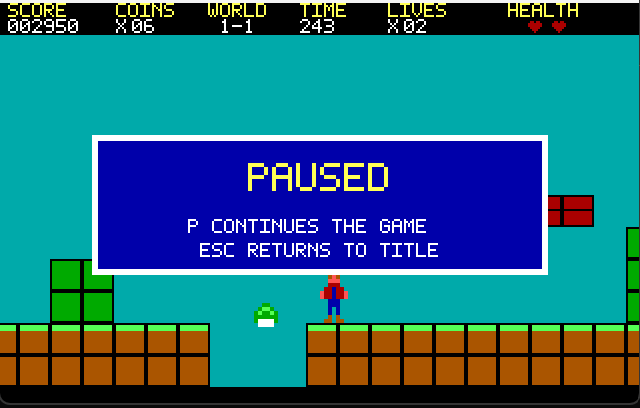 SCORE COINS WORLD TIME LIVES HEALTH
002950 X06 1-1 243 X02
PAUSED
P CONTINUES THE GAME
ESC RETURNS TO TITLE